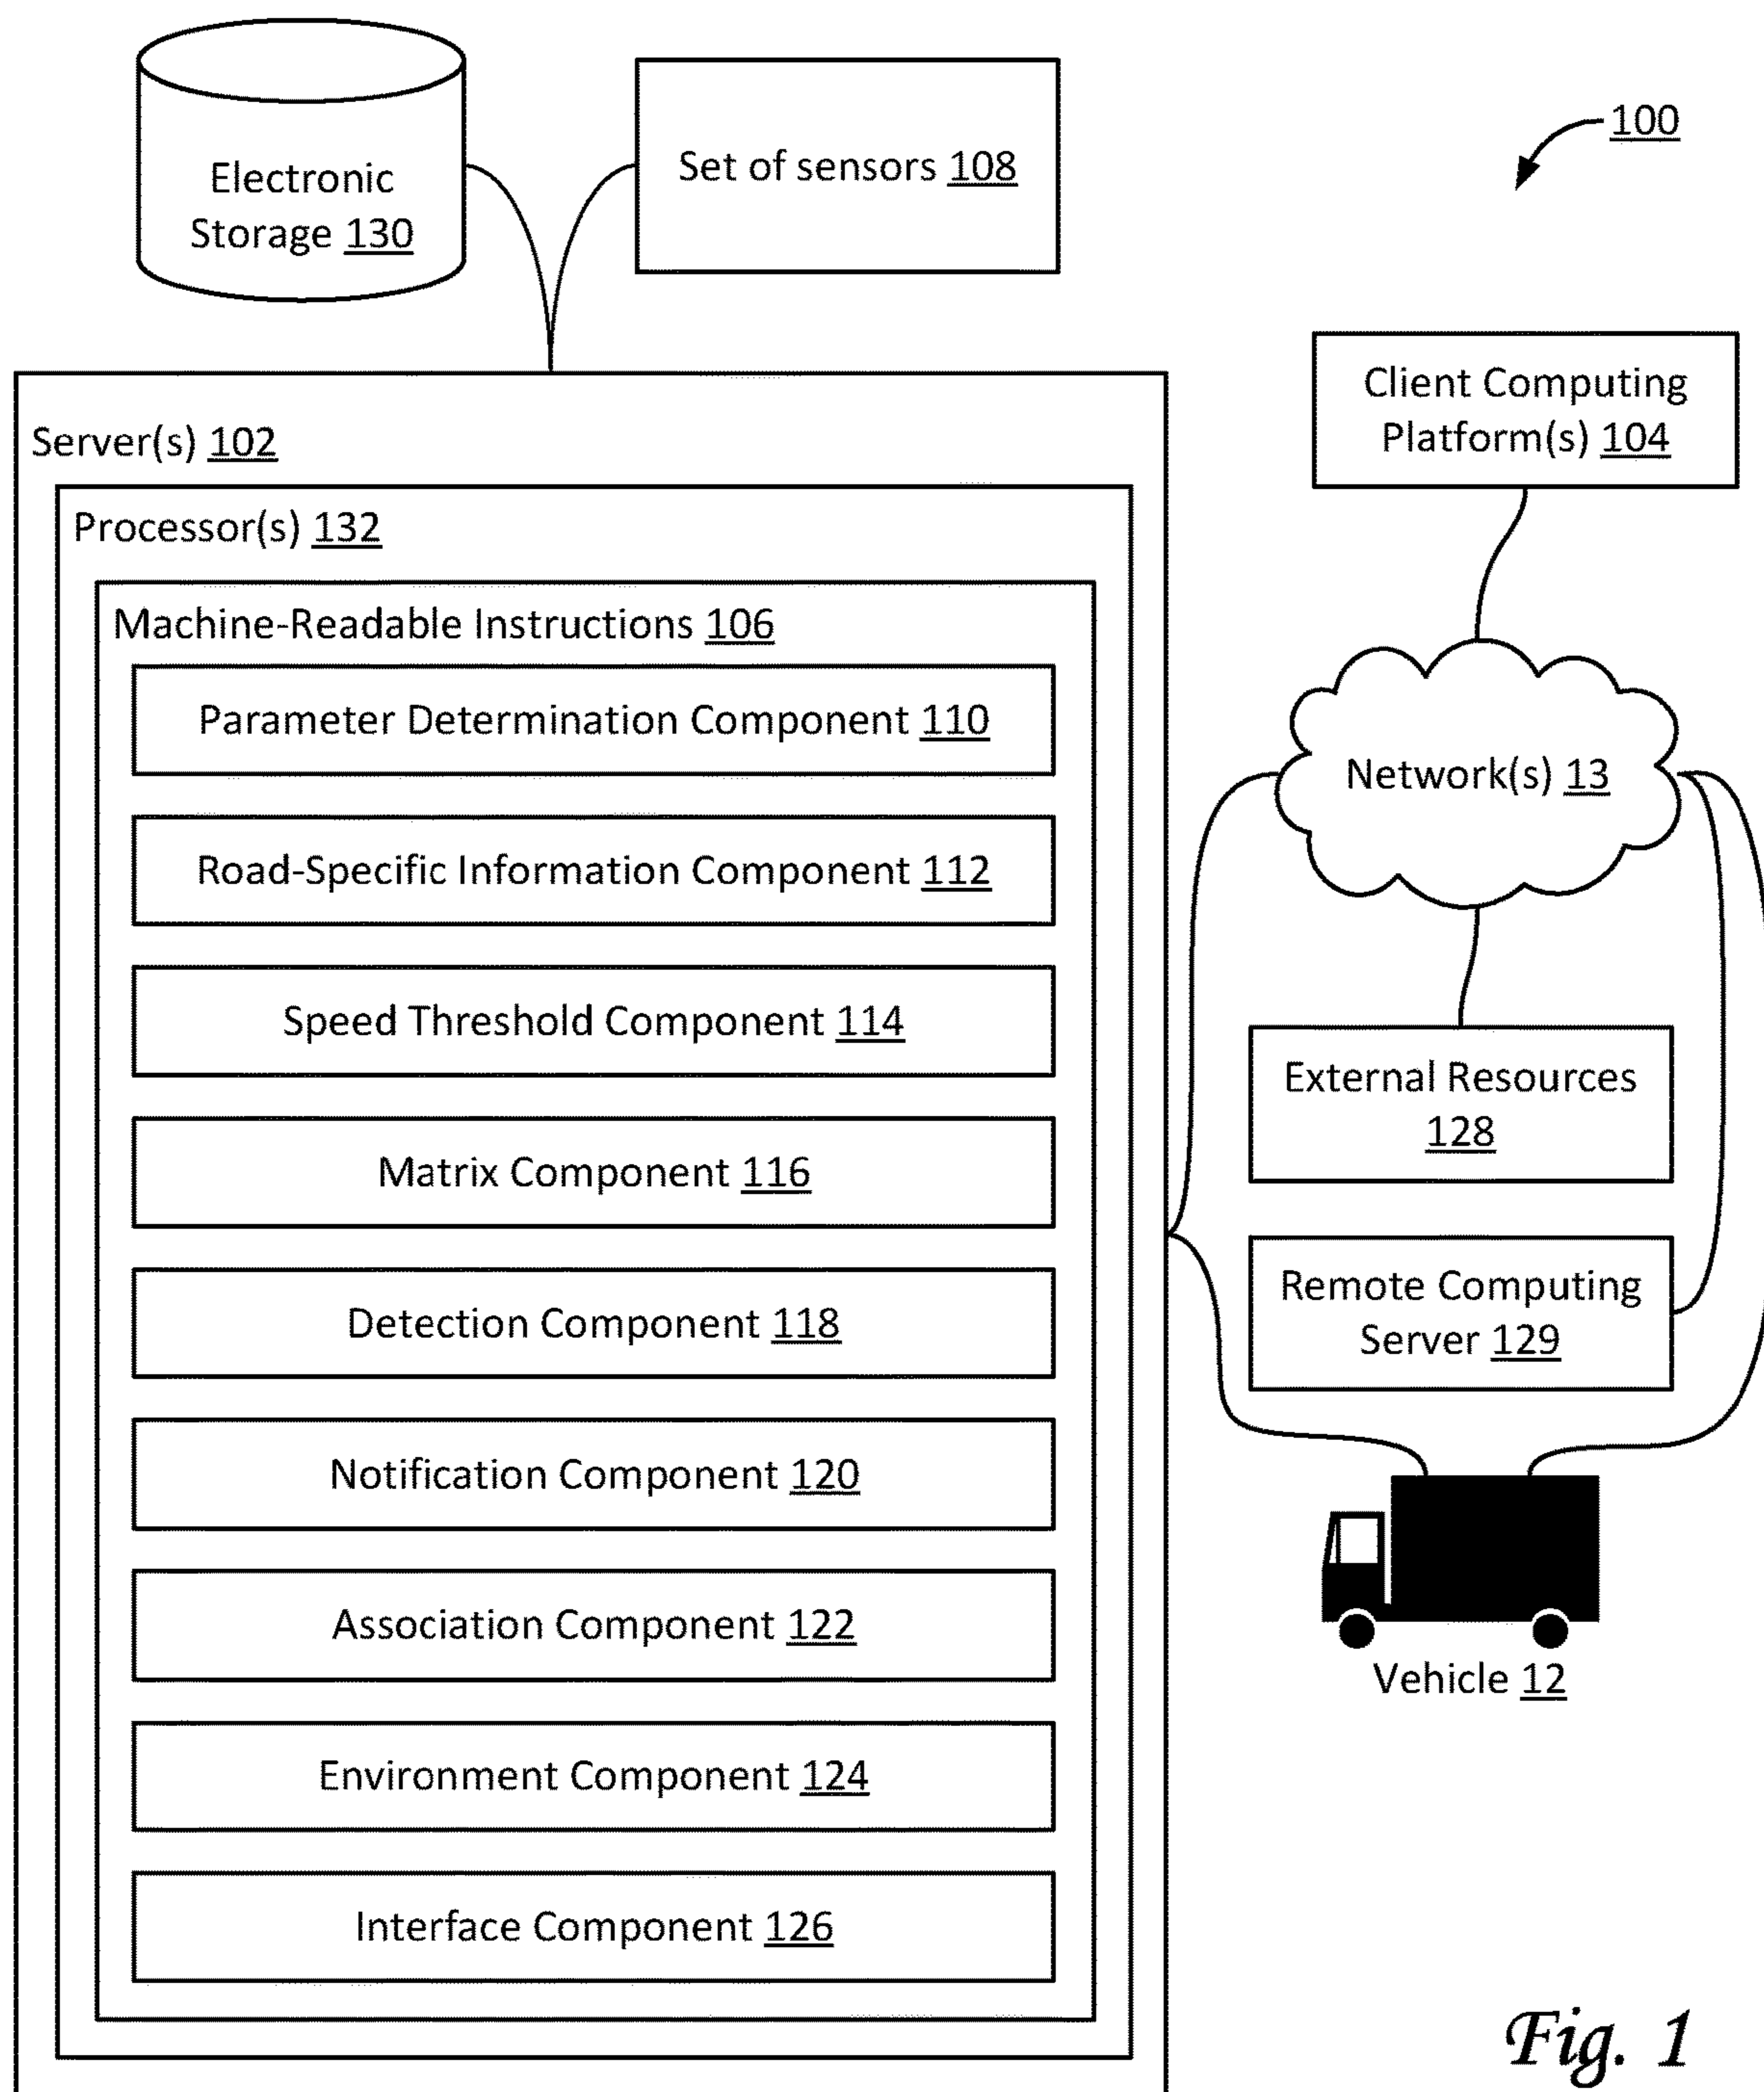 Electronic
Storage 130
Set of sensors 108
100
Server(s) 102
Processor(s) 132
Machine-Readable Instructions 106
Parameter Determination Component 110
Road-Specific Information Component 112
Speed Threshold Component 114
Matrix Component 116
Detection Component 118
Notification Component 120
Association Component 122
Environment Component 124
Interface Component 126
Client Computing
Platform(s) 104
Network(s) 13
External Resources
128
Remote Computing
Server 129
Vehicle 12
Fig. 1